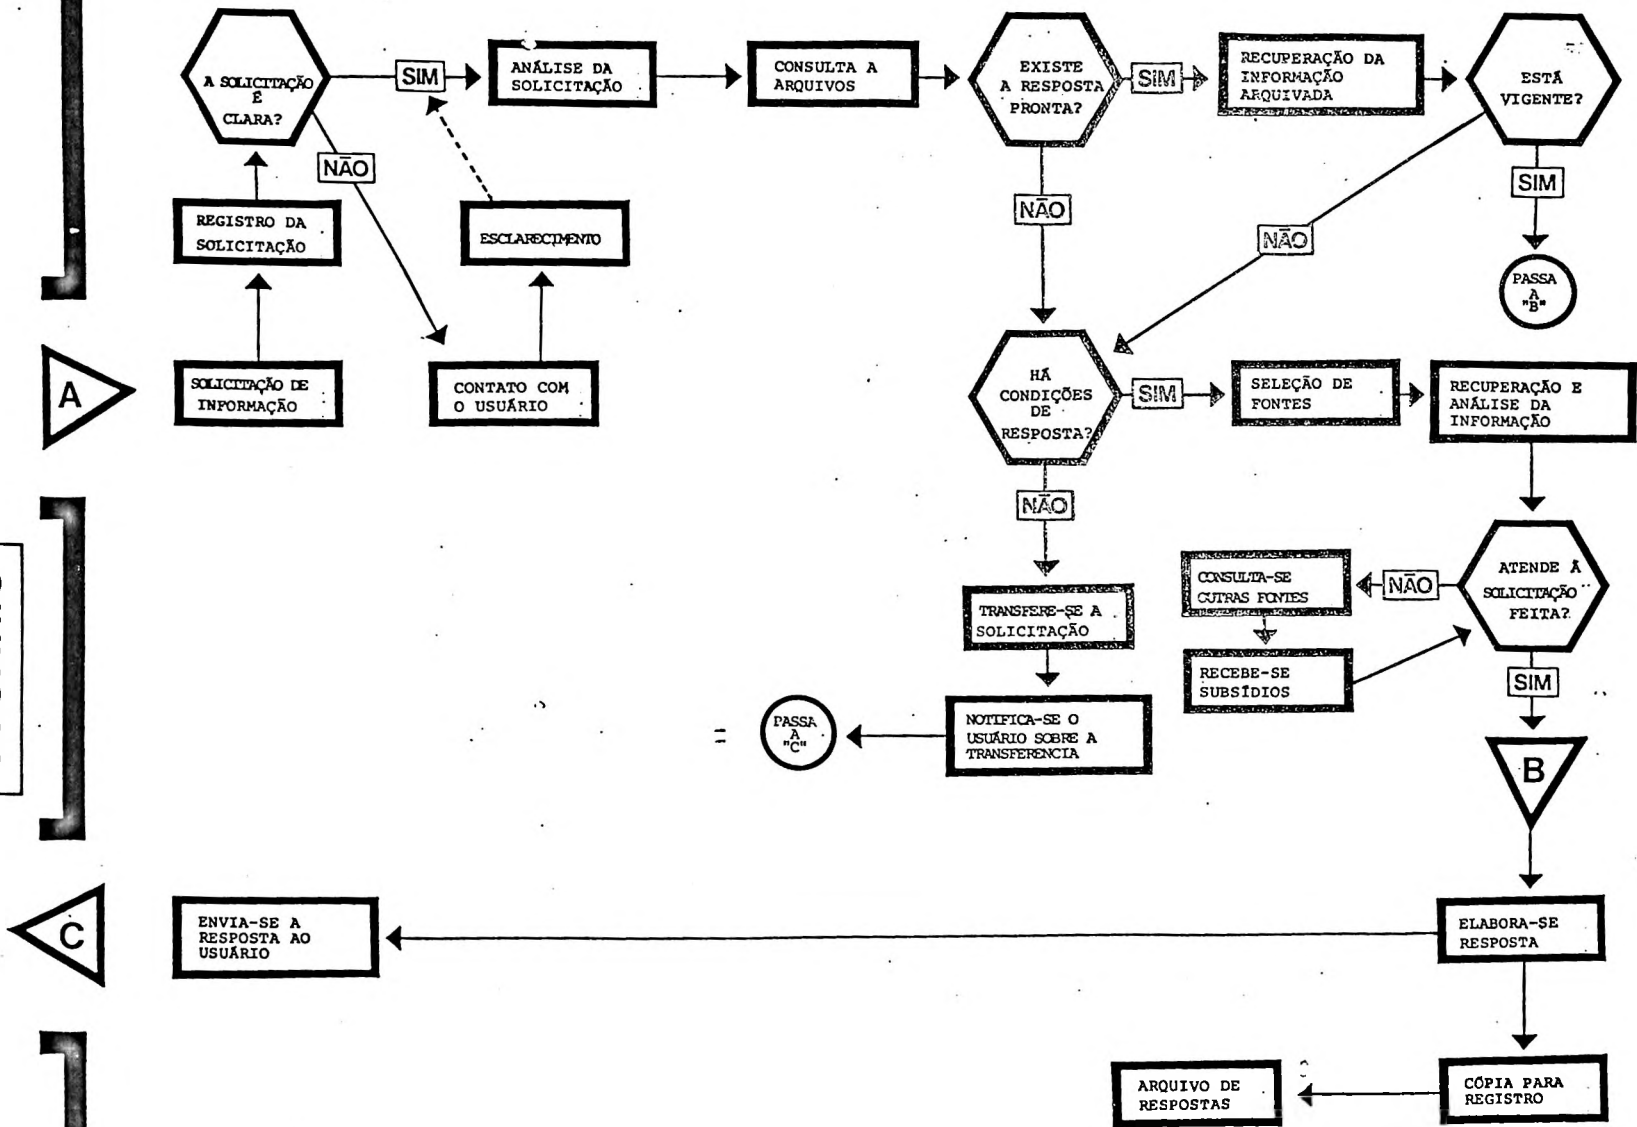 A SOLICITAÇÃO
É
CLARA?
SIM
ANÁLISE DA
SOLICITAÇÃO
CONSULTA A
ARQUIVOS
EXISTE
A RESPOSTA
PRONTA?
SIM
RECUPERAÇÃO DA
INFORMAÇÃO
ARQUIVADA
ESTÁ
VIGENTE?
NÃO
SIM
NÃO
NÃO
REGISTRO DA
SOLICITAÇÃO
ESCLARECIMENTO
PASSA
A
"B"
A
SOLICITAÇÃO DE
INFORMAÇÃO
CONTATO COM
O USUÁRIO
HÁ
CONDIÇÕES
DE
RESPOSTA?
SIM
SELEÇÃO DE
FONTES
RECUPERAÇÃO E
ANÁLISE DA
INFORMAÇÃO
NÃO
ATENDE À
SOLICITAÇÃO
FEITA?
NÃO
CONSULTA-SE
OUTRAS FONTES
TRANSFERE-SE A
SOLICITAÇÃO
RECEBE-SE
SUBSÍDIOS
SIM
NOTIFICA-SE O
USUÁRIO SOBRE A
TRANSFERENCIA
PASSA
A
"C"
B
C
ENVIA-SE A
RESPOSTA AO
USUÁRIO
ELABORA-SE
RESPOSTA
ARQUIVO DE
RESPOSTAS
CÓPIA PARA
REGISTRO